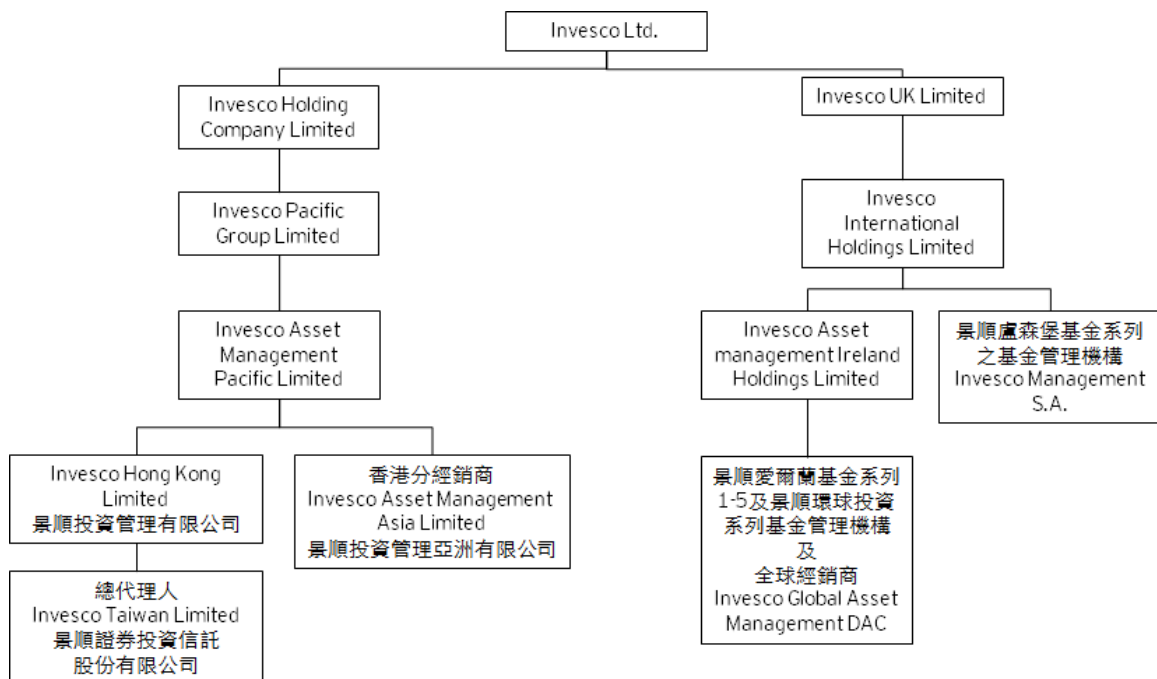 Invesco Ltd.
Invesco Holding
Company Limited
Invesco UK Limited
Invesco Pacific
Group Limited
Invesco
International
Holdings Limited
Invesco Asset
Management
Pacific Limited
Invesco Asset
management Ireland
Holdings Limited
景順盧森堡基金系列
之基金管理機構
Invesco Management
S.A.
Invesco Hong Kong
Limited
景順投資管理有限公司
香港分經銷商
Invesco Asset Management
Asia Limited
景順投資管理亞洲有限公司
景順愛爾蘭基金系列
1-5及景順環球投資
系列基金管理機構
及
全球經銷商
Invesco Global Asset
Management DAC
總代理人
Invesco Taiwan Limited
景順證券投資信託
股份有限公司